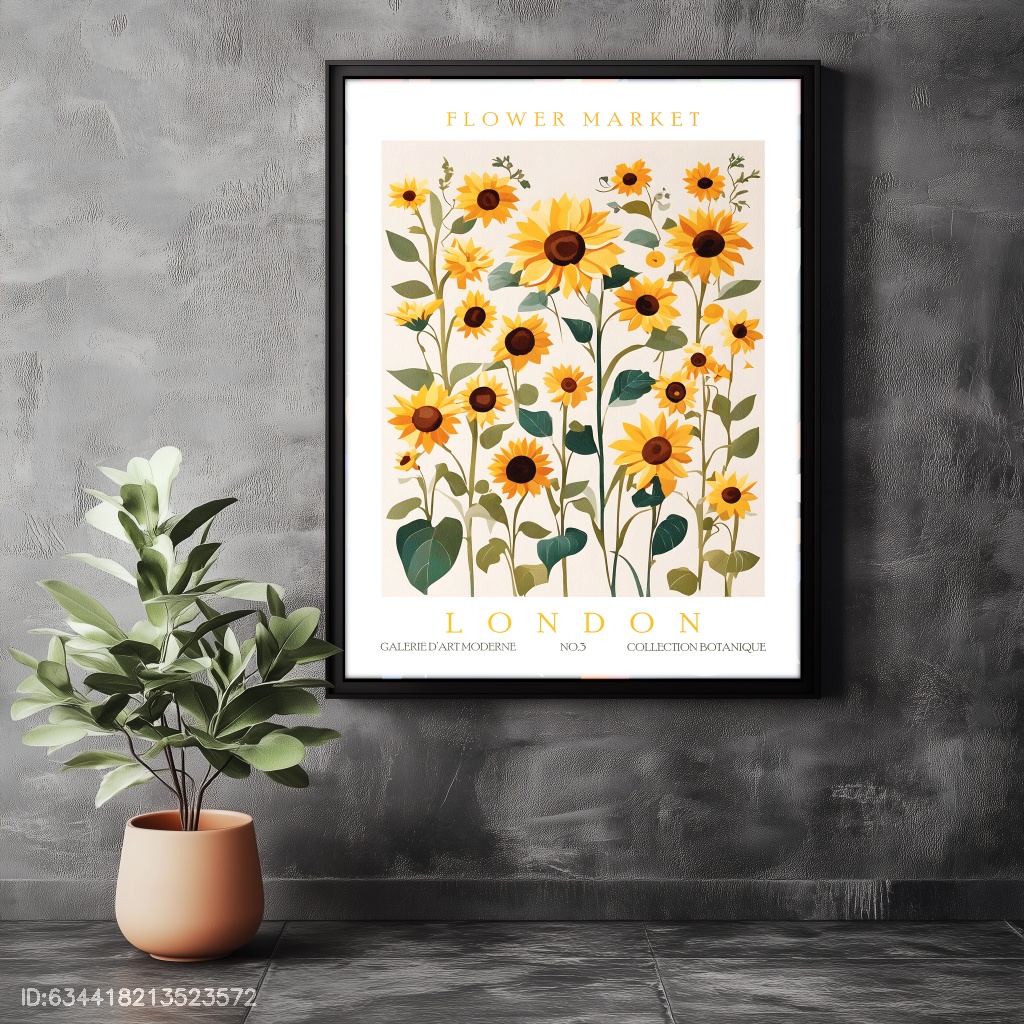 FLOWER MARKET
LONDON
GALERIE D'ART MODERNE NO.3 COLLECTION BOTANIQUE
ID:634418213523572